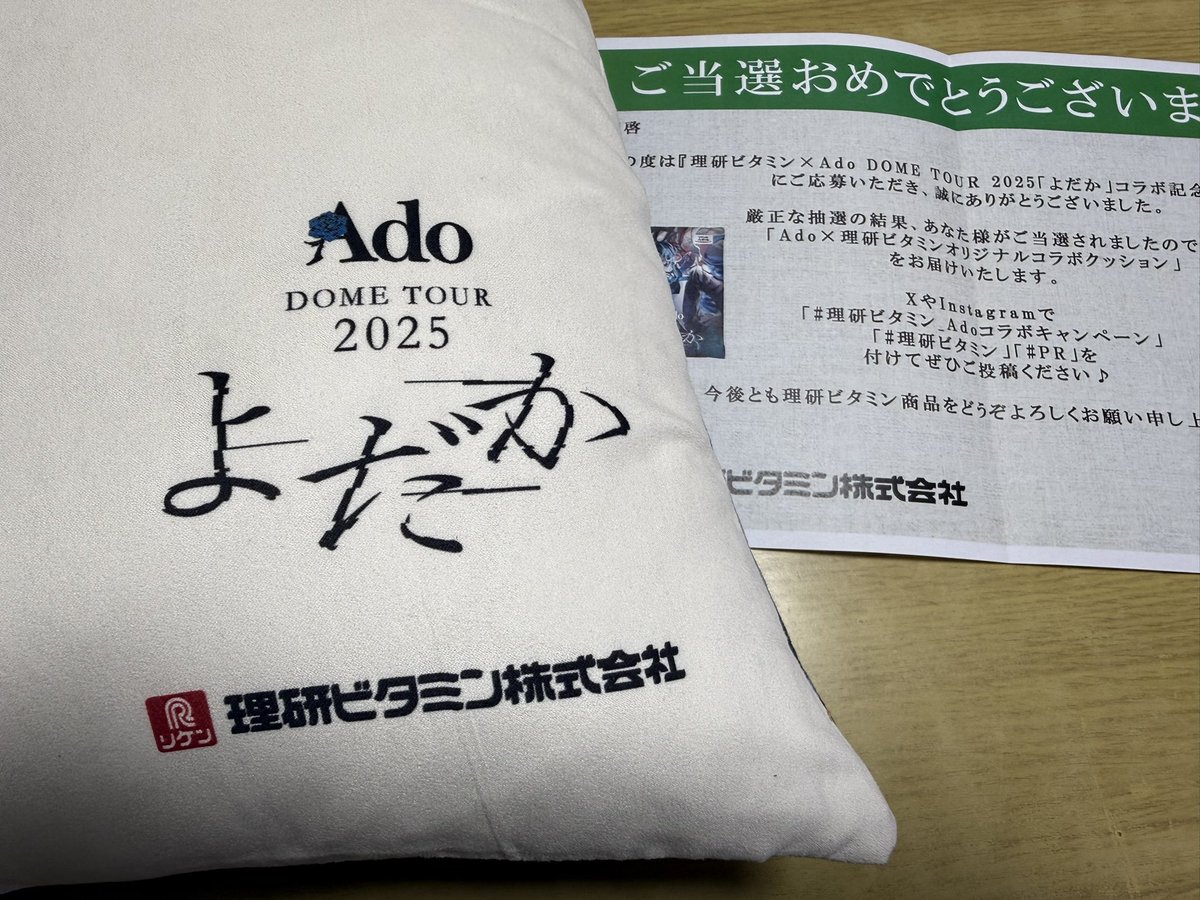 Ado
DOME TOUR
2025
よだか
R
リケン
理研ビタミン株式会社
ご当選おめでとうございま
啓
の度は『理研ビタミン×Ado DOME TOUR 2025「よだか」コラボ記念
にご応募いただき、誠にありがとうございました。
厳正な抽選の結果、あなた様がご当選されましたので
「Ado×理研ビタミンオリジナルコラボクッション」
をお届けいたします。
XやInstagramで
「#理研ビタミン_Adoコラボキャンペーン」
「#理研ビタミン」「#PR」を
付けてぜひご投稿ください♪
今後とも理研ビタミン商品をどうぞよろしくお願い申し上
ビタミン株式会社